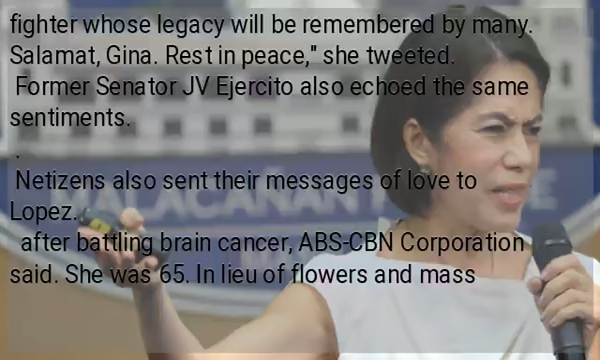 fighter whose legacy will be remembered by many.
Salamat, Gina. Rest in peace," she tweeted.
Former Senator JV Ejercito also echoed the same
sentiments.
.
Netizens also sent their messages of love to
Lopez.
after battling brain cancer, ABS-CBN Corporation
said. She was 65. In lieu of flowers and mass